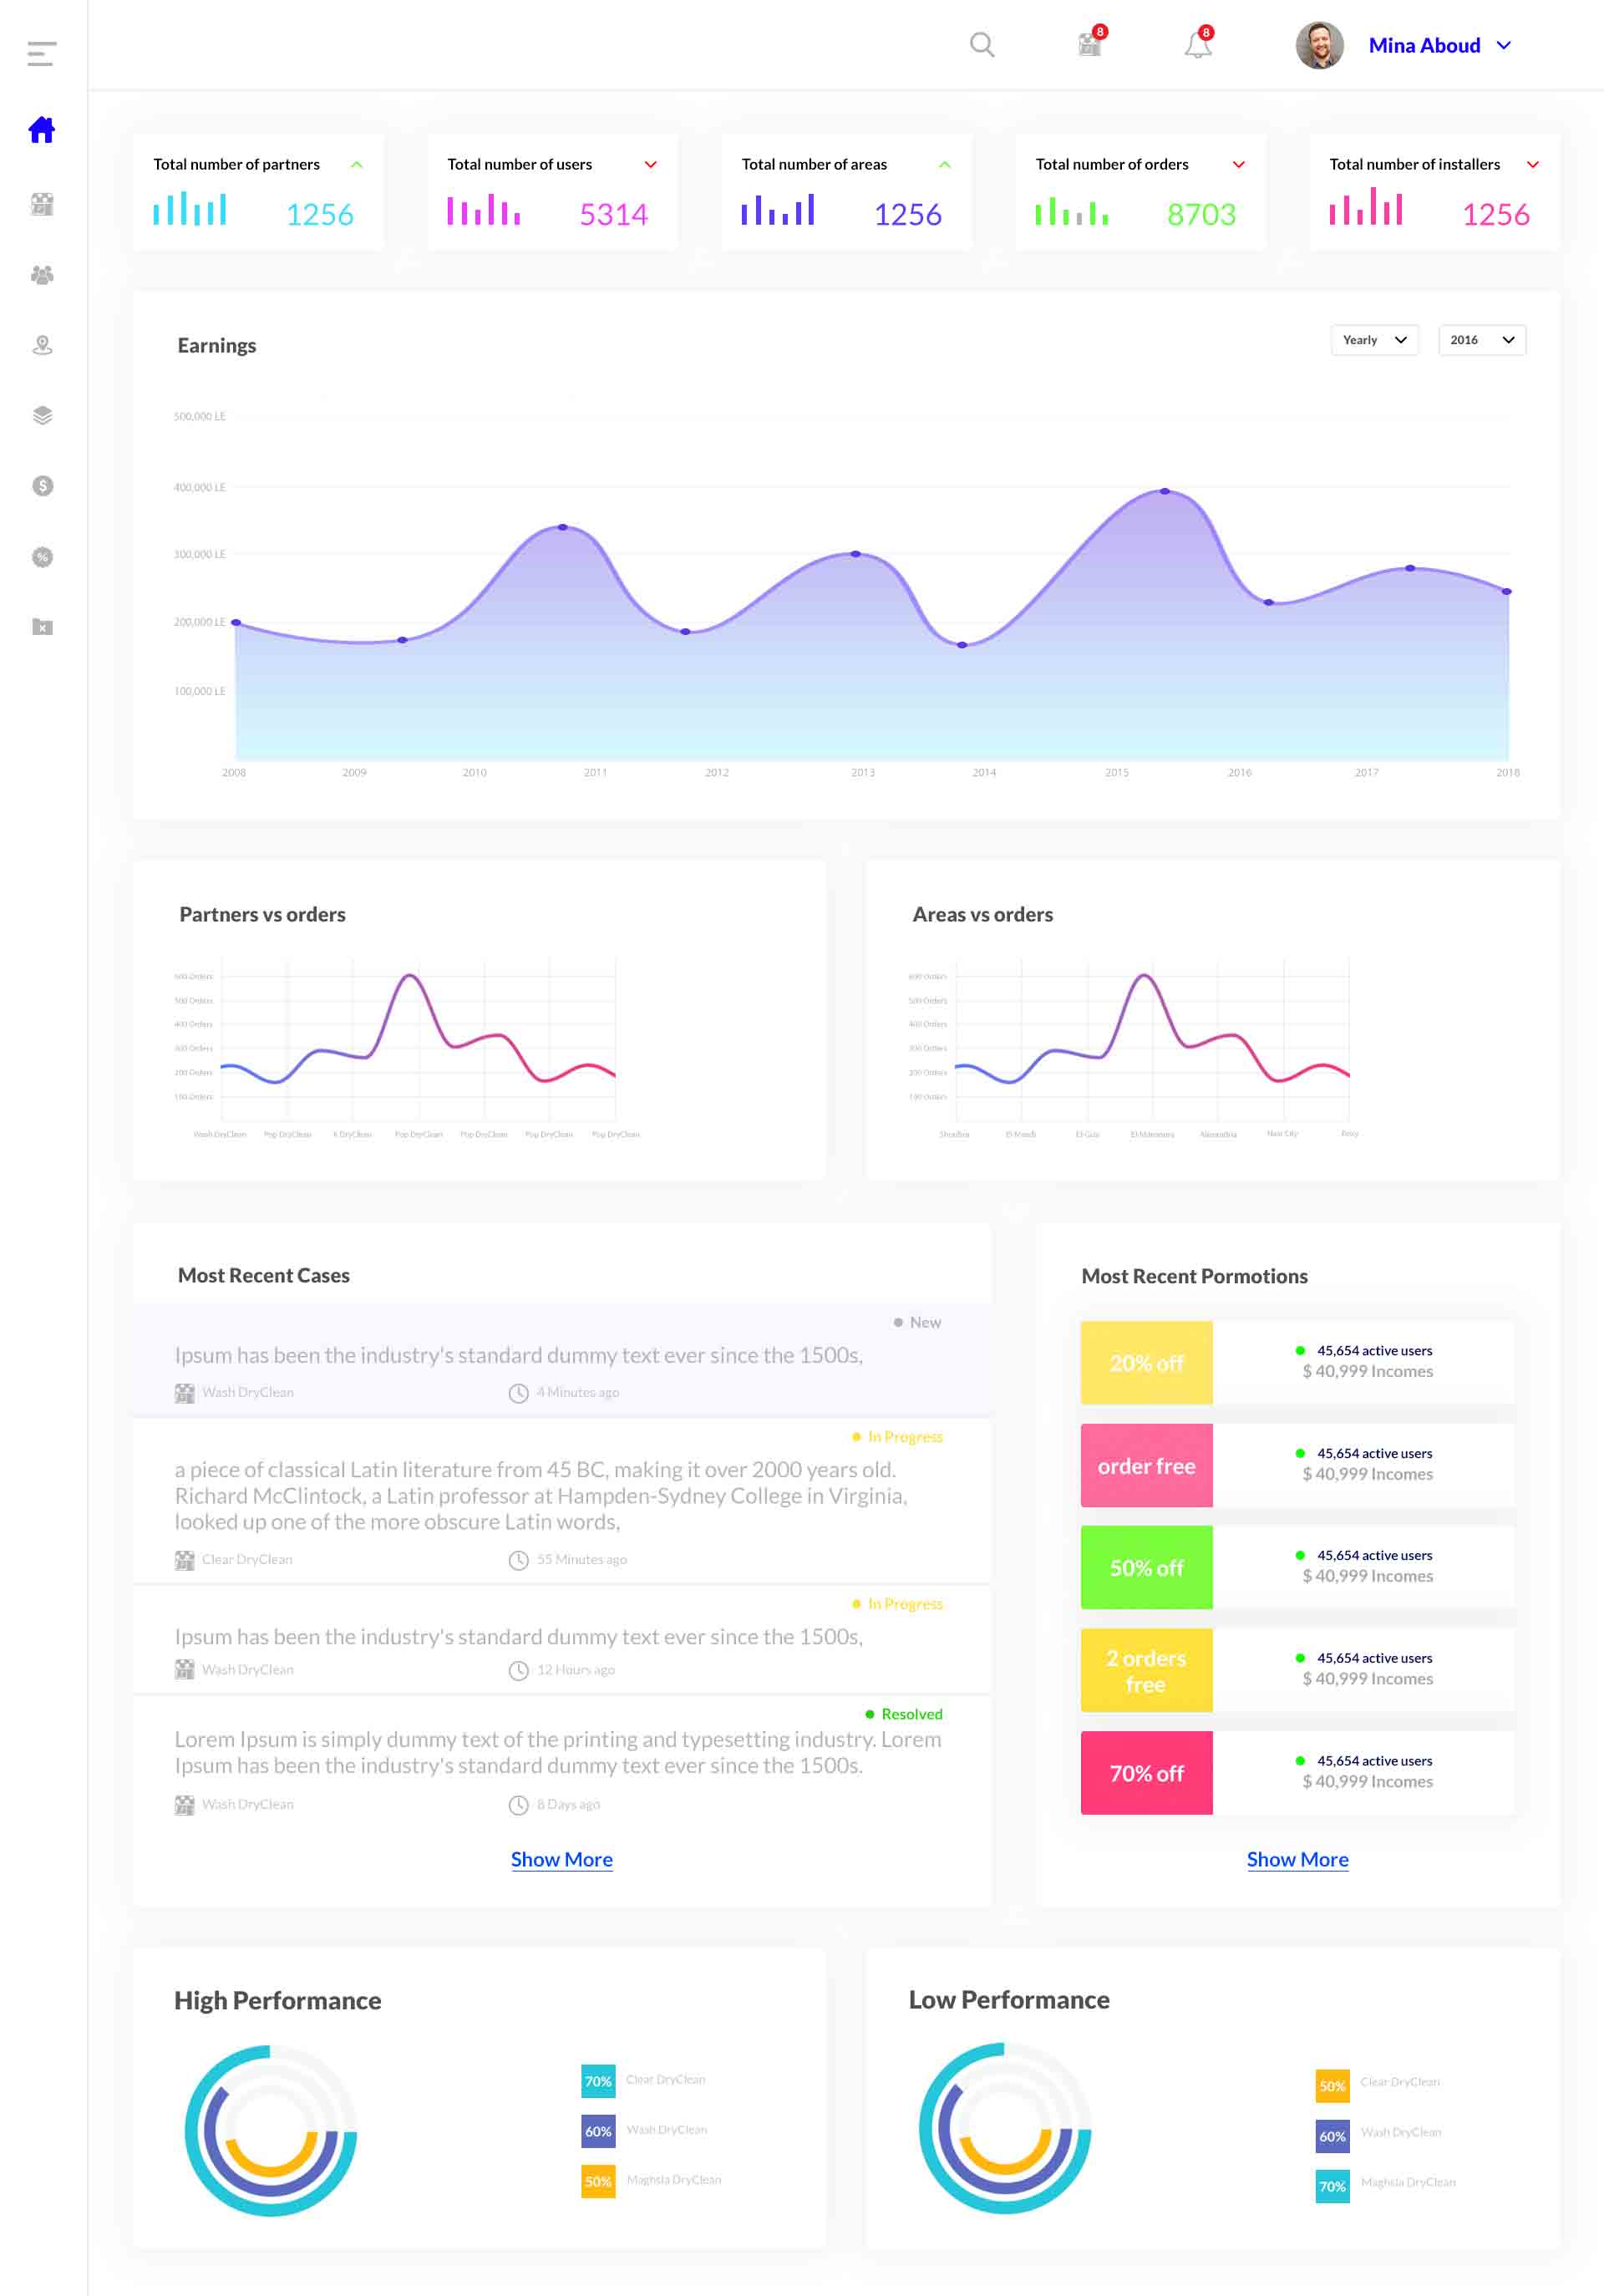 8
8
Mina Aboud
Total number of partners
1256
Total number of users
5314
Total number of areas
1256
Total number of orders
8703
Total number of installers
1256
Earnings
Yearly
2016
500,000 LE
400,000 LE
300,000 LE
200,000 LE
100,000 LE
2008 2009 2010 2011 2012 2013 2014 2015 2016 2017 2018
Partners vs orders
600 Orders
500 Orders
400 Orders
300 Orders
200 Orders
100 Orders
Wash DryClean Pop DryClean K DryClean Pop DryClean Pop DryClean Pop DryClean Pop DryClean
Areas vs orders
600 Orders
500 Orders
400 Orders
300 Orders
200 Orders
100 Orders
Shoubra El-Maadi Nasr City
Most Recent Cases
New
Ipsum has been the industry's standard dummy text ever since the 1500s,
Wash DryClean 4 Minutes ago
In Progress
a piece of classical Latin literature from 45 BC, making it over 2000 years old.
Richard McClintock, a Latin professor at Hampden-Sydney College in Virginia,
looked up one of the more obscure Latin words,
Clear DryClean 55 Minutes ago
In Progress
Ipsum has been the industry's standard dummy text ever since the 1500s,
Wash DryClean 12 Hours ago
Resolved
Lorem Ipsum is simply dummy text of the printing and typesetting industry. Lorem
Ipsum has been the industry's standard dummy text ever since the 1500s.
Wash DryClean 8 Days ago
Show More
Most Recent Pormotions
20% off
45,654 active users
$ 40,999 Incomes
order free
45,654 active users
$ 40,999 Incomes
50% off
45,654 active users
$ 40,999 Incomes
2 orders
free
45,654 active users
$ 40,999 Incomes
70% off
45,654 active users
$ 40,999 Incomes
Show More
High Performance
70% Clear DryClean
60% Wash DryClean
50% Maghsla DryClean
Low Performance
50% Clear DryClean
60% Wash DryClean
70% Maghsla DryClean